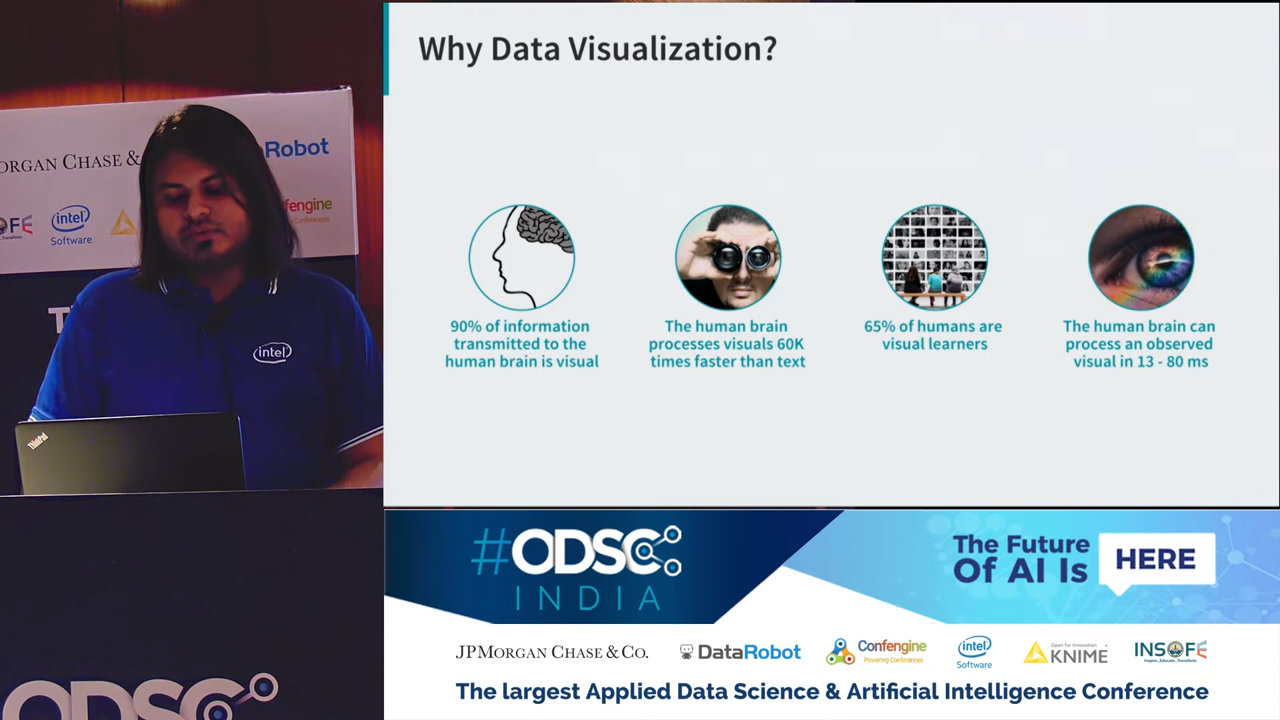 Why Data Visualization?
90% of information
transmitted to the
human brain is visual
The human brain
processes visuals 60K
times faster than text
65% of humans are
visual learners
The human brain can
process an observed
visual in 13 - 80 ms
ORGAN CHASE &
Robot
OFE
intel
Software
fengine
intel
ThinkPad
ODSC
#ODSC
INDIA
The Future
Of AI Is
HERE
JPMORGAN CHASE & CO.
DataRobot
Confengine
Powering Conferences
intel
Software
Open for Innovation
KNIME
INSOFE
Inspire...Educate...Transform.
The largest Applied Data Science & Artificial Intelligence Conference